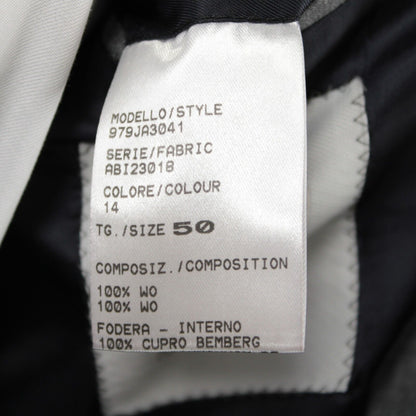 MODELLO/STYLE
979JA3041
SERIE/FABRIC
ABI2301B
COLORE/COLOUR
14
TG./SIZE 50
COMPOSIZ./COMPOSITION
100% WO
100% WO
FODERA - INTERNO
100% CUPRO BEMBERG